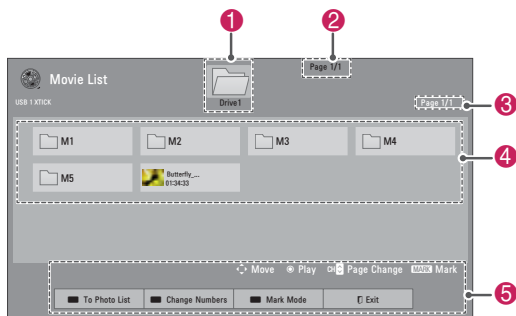 1
2
Page 1/1
Movie List
USB 1 XTICK
Drive1
Page 1/1
3
M1
M2
M3
M4
4
M5
Butterfly_...
01:34:33
Move Play CH Page Change MARK Mark
5
To Photo List Change Numbers Mark Mode Exit